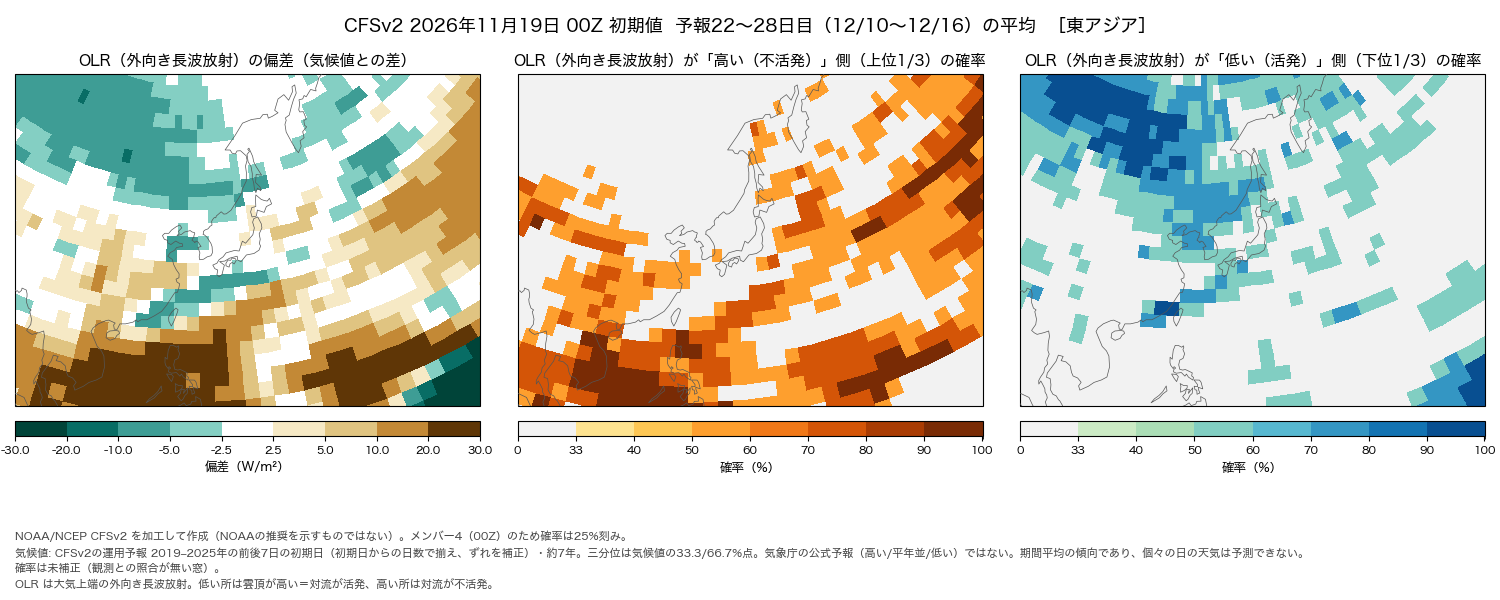 CFSv2 2026年11月19日 00Z 初期値 予報22～28日目（12/10～12/16）の平均 ［東アジア］
OLR（外向き長波放射）の偏差（気候値との差）
OLR（外向き長波放射）が「高い（不活発）」側（上位1/3）の確率
OLR（外向き長波放射）が「低い（活発）」側（下位1/3）の確率
-30.0 -20.0 -10.0 -5.0 -2.5 2.5 5.0 10.0 20.0 30.0
偏差（W/m²）
0 33 40 50 60 70 80 90 100
確率（%）
0 33 40 50 60 70 80 90 100
確率（%）
NOAA/NCEP CFSv2 を加工して作成（NOAAの推奨を示すものではない）。メンバー4（00Z）のため確率は25%刻み。
気候値: CFSv2の運用予報 2019–2025年の前後7日の初期日（初期日からの日数で揃え、ずれを補正）・約7年。三分位は気候値の33.3/66.7%点。気象庁の公式予報（高い/平年並/低い）ではない。期間平均の傾向であり、個々の日の天気は予測できない。
確率は未補正（観測との照合が無い窓）。
OLR は大気上端の外向き長波放射。低い所は雲頂が高い＝対流が活発、高い所は対流が不活発。